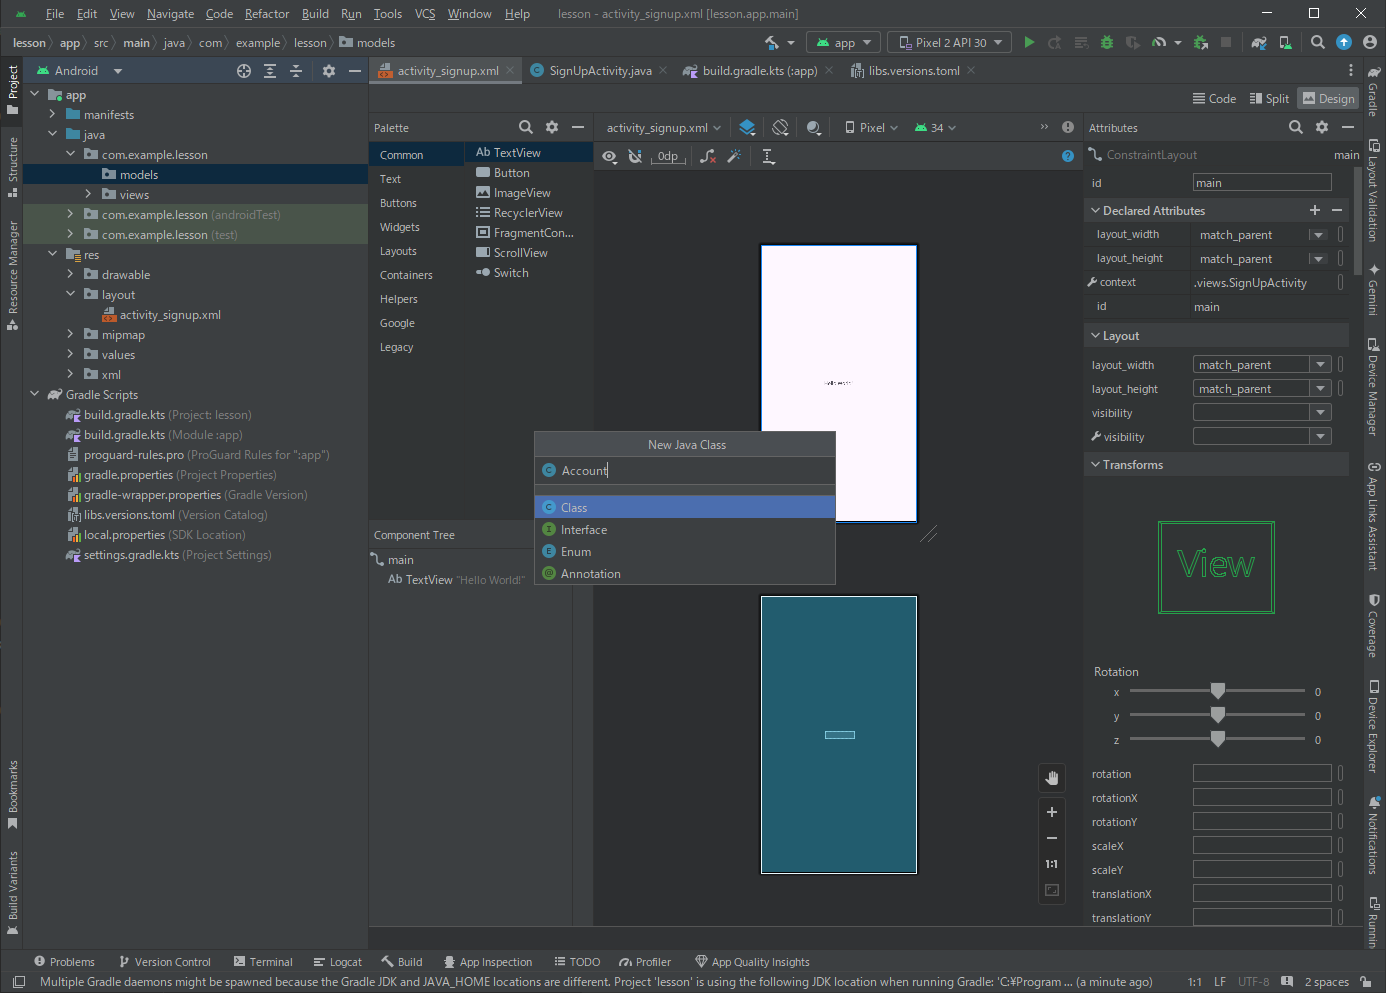 File Edit View Navigate Code Refactor Build Run Tools VCS Window Help lesson - activity_signup.xml [lesson.app.main]
lesson app src main java com example lesson models app Pixel 2 API 30
Project
Structure
Resource Manager
Bookmarks
Build Variants
Android
app
manifests
java
com.example.lesson
models
views
com.example.lesson (androidTest)
com.example.lesson (test)
res
drawable
layout
activity_signup.xml
mipmap
values
xml
Gradle Scripts
build.gradle.kts (Project: lesson)
build.gradle.kts (Module :app)
proguard-rules.pro (ProGuard Rules for ":app")
gradle.properties (Project Properties)
gradle-wrapper.properties (Gradle Version)
libs.versions.toml (Version Catalog)
local.properties (SDK Location)
settings.gradle.kts (Project Settings)
activity_signup.xml SignUpActivity.java build.gradle.kts (:app) libs.versions.toml
Code Split Design
Palette
Common
Text
Buttons
Widgets
Layouts
Containers
Helpers
Google
Legacy
Ab TextView
Button
ImageView
RecyclerView
FragmentCon...
ScrollView
Switch
Component Tree
main
Ab TextView "Hello World!"
activity_signup.xml Pixel 34 »
0dp
Hello World!
New Java Class
Account
Class
Interface
Enum
Annotation
1:1
Attributes
ConstraintLayout main
id main
Declared Attributes
layout_width match_parent
layout_height match_parent
context .views.SignUpActivity
id main
Layout
layout_width match_parent
layout_height match_parent
visibility
visibility
Transforms
View
Rotation
x 0
y 0
z 0
rotation
rotationX
rotationY
scaleX
scaleY
translationX
translationY
Gradle
Layout Validation
Gemini
Device Manager
App Links Assistant
Coverage
Device Explorer
Notifications
Runnin
Problems Version Control Terminal Logcat Build App Inspection TODO Profiler App Quality Insights
Multiple Gradle daemons might be spawned because the Gradle JDK and JAVA_HOME locations are different. Project 'lesson' is using the following JDK location when running Gradle: 'C:¥Program ... (a minute ago) 1:1 LF UTF-8 2 spaces